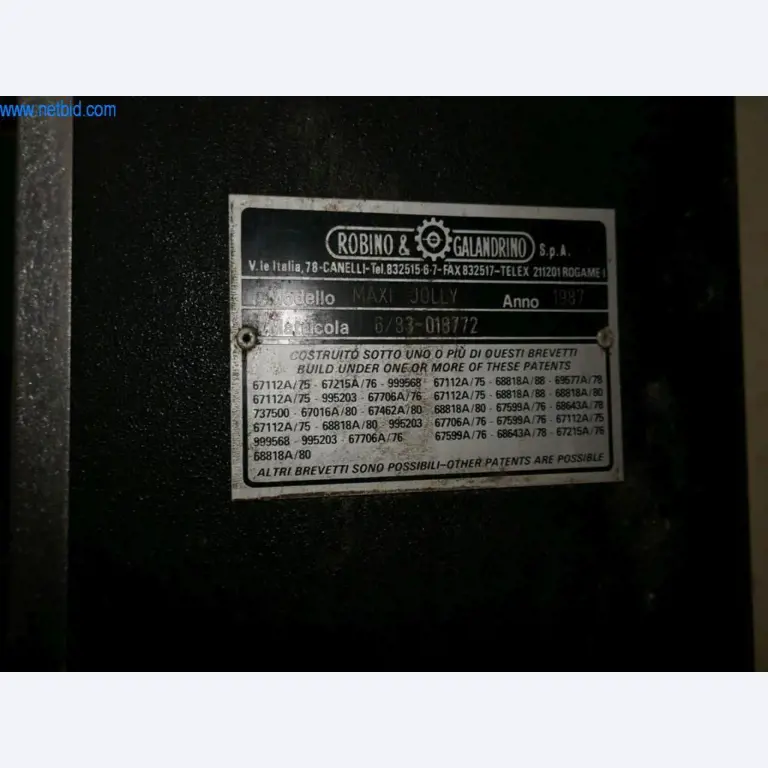 www.netbid.com
ROBINO & GALANDRINO S.p.A.
V.le Italia,78-CANELLI-Tel.832515-6-7-FAX 832517-TELEX 211201 ROGAME I
Modello MAXI JOLLY Anno 1987
Matricola 6/83-018772
COSTRUITO SOTTO UNO O PIÙ DI QUESTI BREVETTI
BUILD UNDER ONE OR MORE OF THESE PATENTS
67112A/75 - 67215A/76 - 999568 67112A/75 - 68818A/88 - 69577A/78
67112A/75 - 995203 - 67706A/76 67112A/75 - 68818A/88 - 68818A/80
737500 - 67016A/80 - 67462A/80 68818A/80 - 67599A/76 - 68643A/78
67112A/75 - 68818A/80 - 995203 67706A/76 - 67599A/76 - 67112A/75
999568 - 995203 - 67706A/76 67599A/76 - 68643A/78 - 67215A/76
68818A/80
ALTRI BREVETTI SONO POSSIBILI-OTHER PATENTS ARE POSSIBLE